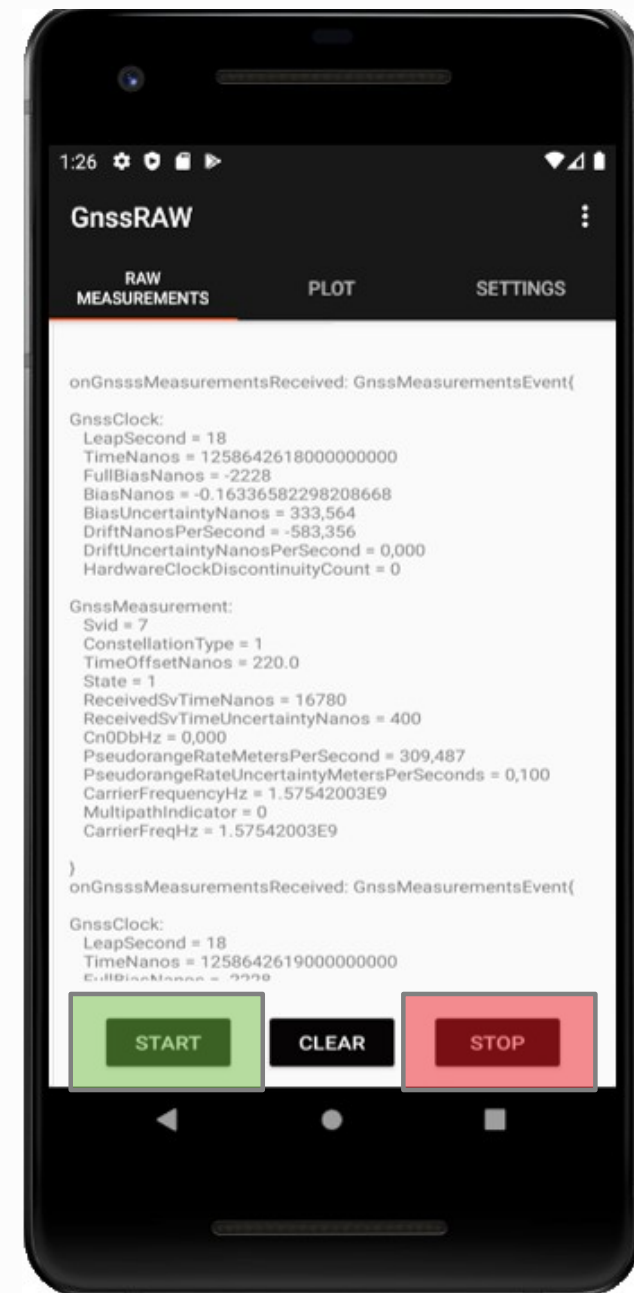 1:26
GnssRAW
RAW MEASUREMENTS PLOT SETTINGS
onGnsssMeasurementsReceived: GnssMeasurementsEvent{
GnssClock:
LeapSecond = 18
TimeNanos = 1258642618000000000
FullBiasNanos = -2228
BiasNanos = -0.16336582298208668
BiasUncertaintyNanos = 333,564
DriftNanosPerSecond = -583,356
DriftUncertaintyNanosPerSecond = 0,000
HardwareClockDiscontinuityCount = 0
GnssMeasurement:
Svid = 7
ConstellationType = 1
TimeOffsetNanos = 220.0
State = 1
ReceivedSvTimeNanos = 16780
ReceivedSvTimeUncertaintyNanos = 400
Cn0DbHz = 0,000
PseudorangeRateMetersPerSecond = 309,487
PseudorangeRateUncertaintyMetersPerSeconds = 0,100
CarrierFrequencyHz = 1.57542003E9
MultipathIndicator = 0
CarrierFreqHz = 1.57542003E9
}
onGnsssMeasurementsReceived: GnssMeasurementsEvent{
GnssClock:
LeapSecond = 18
TimeNanos = 1258642619000000000
FullBiasNanos = -2228
START CLEAR STOP